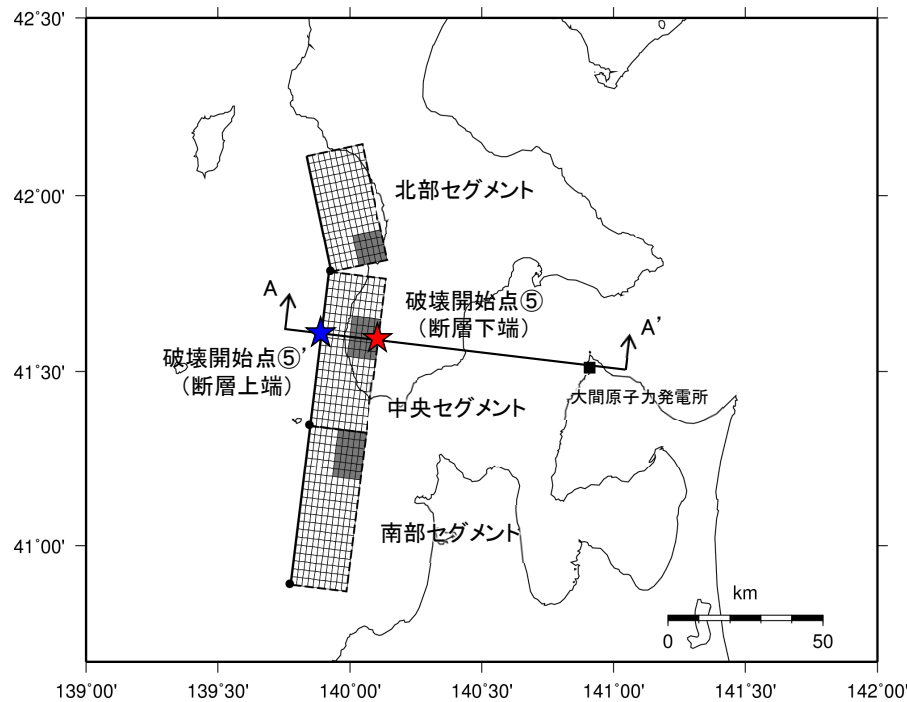 42°30'
42°00'
41°30'
41°00'
北部セグメント
A
破壊開始点⑤
（断層下端）
A'
破壊開始点⑤'
（断層上端）
大間原子力発電所
中央セグメント
南部セグメント
km
0 50
139°00' 139°30' 140°00' 140°30' 141°00' 141°30' 142°00'